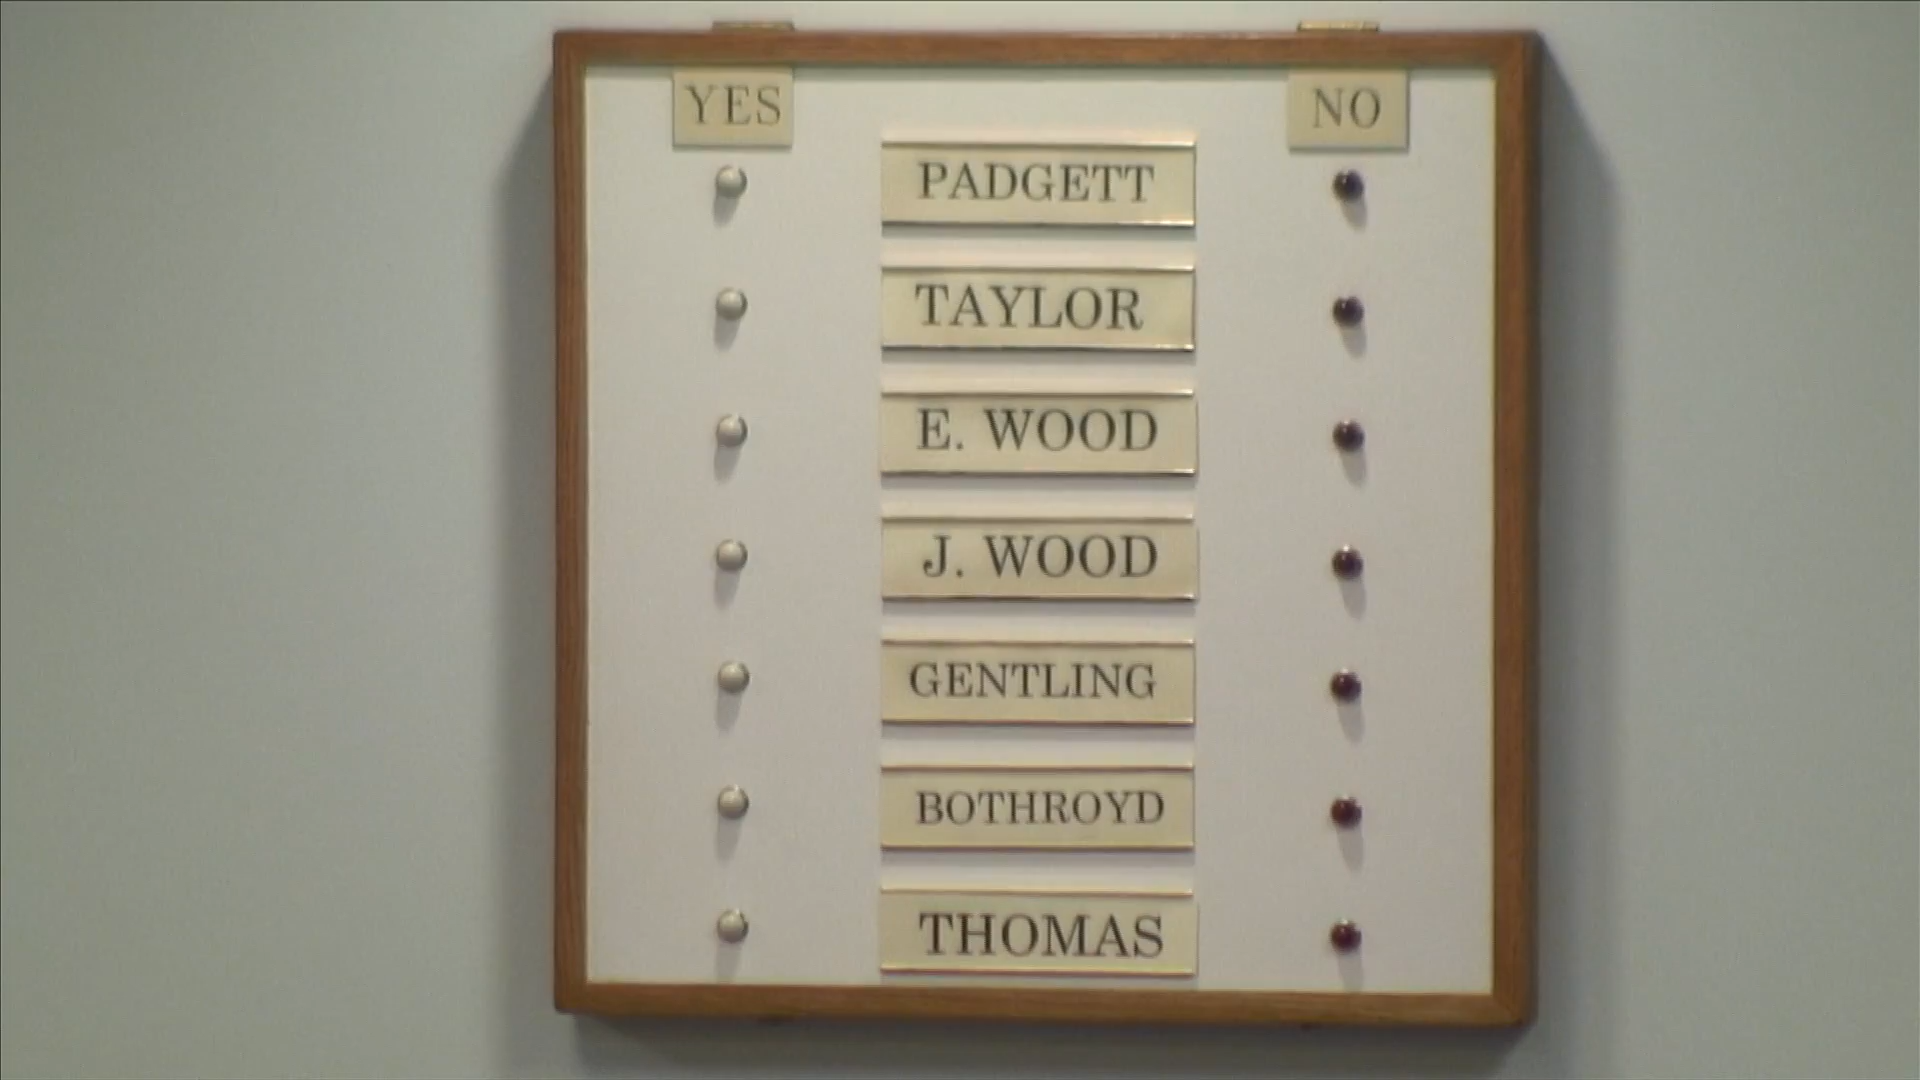 YES NO
PADGETT
TAYLOR
E. WOOD
J. WOOD
GENTLING
BOTHROYD
THOMAS